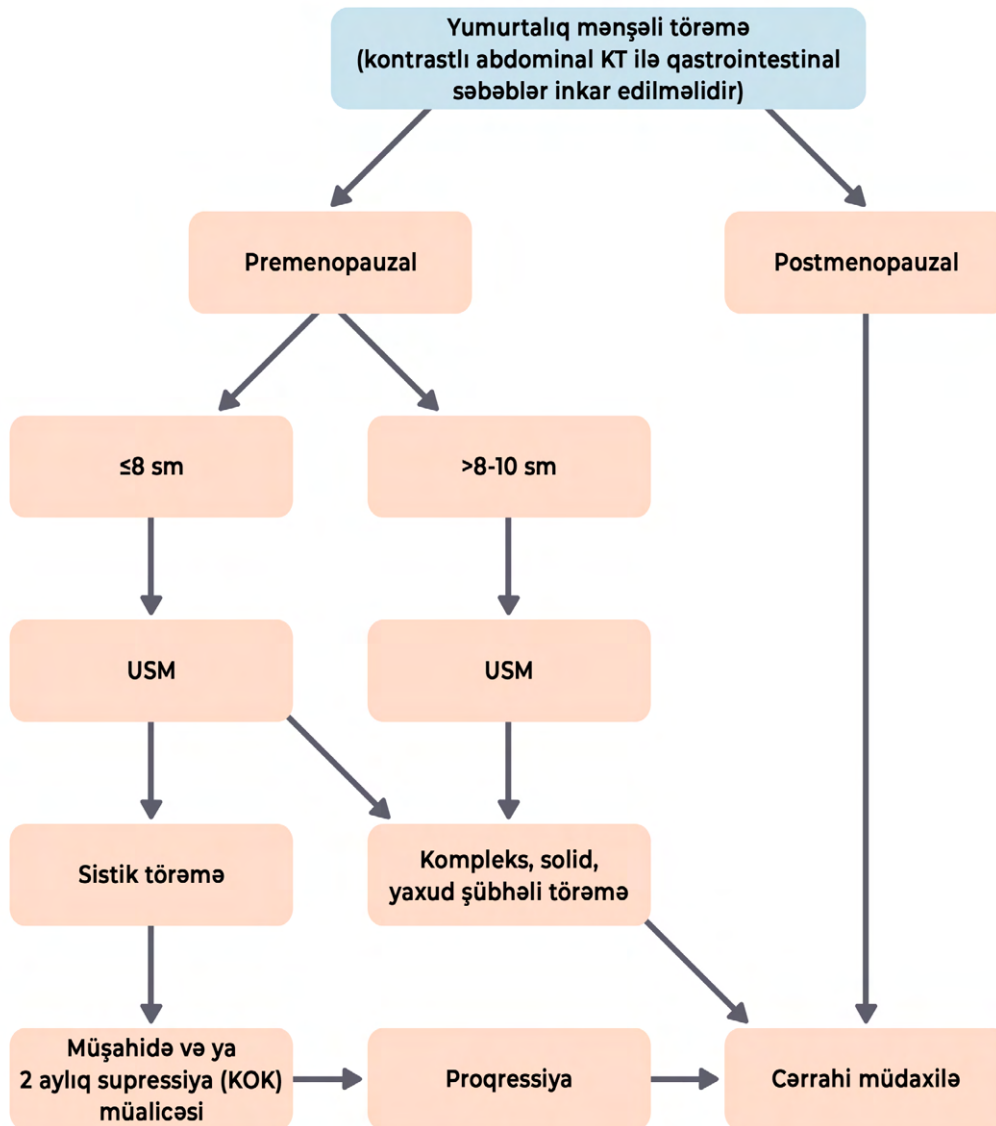 Yumurtalıq mənşəli törəmə
(kontrastlı abdominal KT ilə qastrointestinal
səbəblər inkar edilməlidir)
Premenopauzal
Postmenopauzal
≤8 sm
>8-10 sm
USM
USM
Sistik törəmə
Kompleks, solid,
yaxud şübhəli törəmə
Müşahidə və ya
2 aylıq supressiya (KOK)
müalicəsi
Proqressiya
Cərrahi müdaxilə